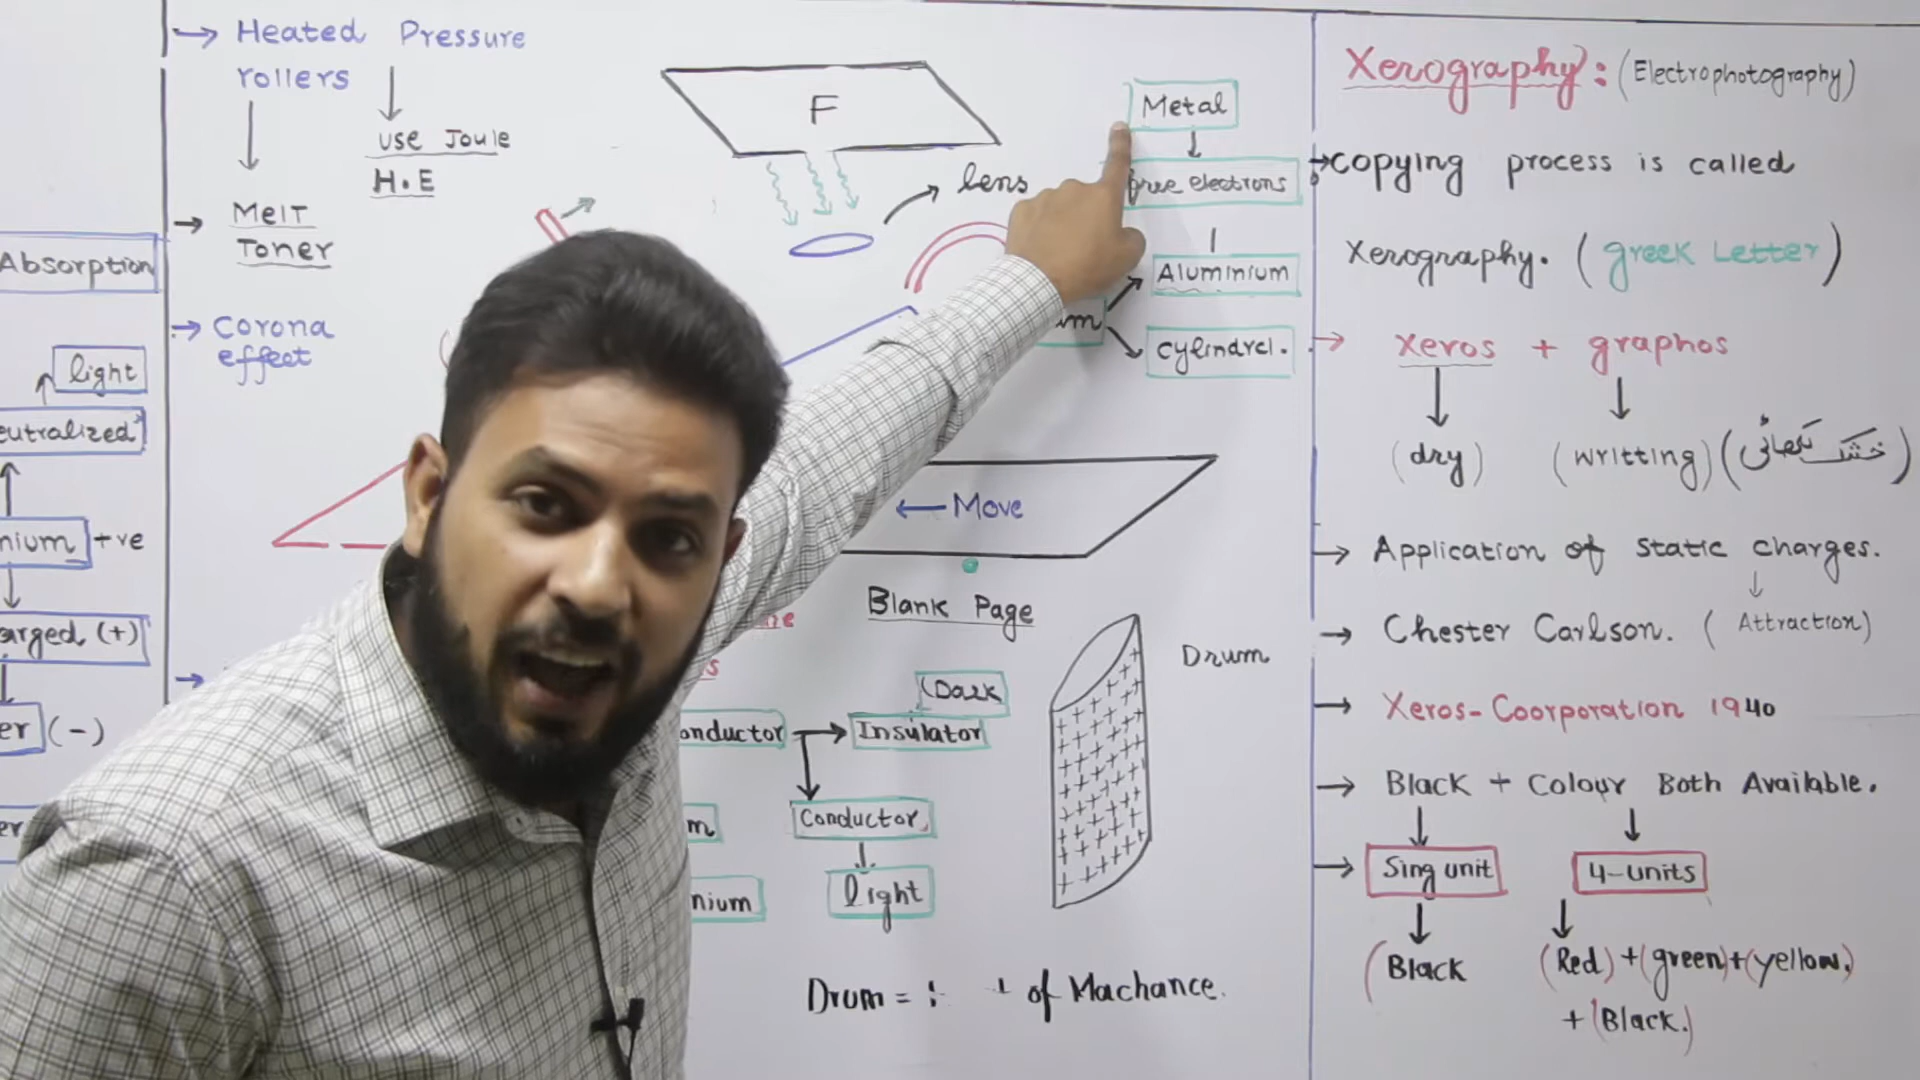 Heated Pressure
rollers
use Joule
H.E
Melt
Toner
Corona
effect
Absorption
light
eutralized
nium +ve
arged (+)
er (-)
er
F
lens
Metal
free electrons
Aluminium
um
cylindrcl.
← Move
Blank Page
ne
s
Drum
(Dark
onductor
Insulator
m
Conductor
nium
light
Drum =
of Machance.
Xerography: (Electrophotography)
copying process is called
Xerography. (greek Letter)
xeros + graphos
(dry) (writting) (خشک لکھائی)
Application of static charges.
Chester Carlson. (Attraction)
Xeros-Coorporation 1940
Black + Colour Both Available.
Sing unit 4-units
(Black (Red)+(green)+(yellow.)
+(Black.)